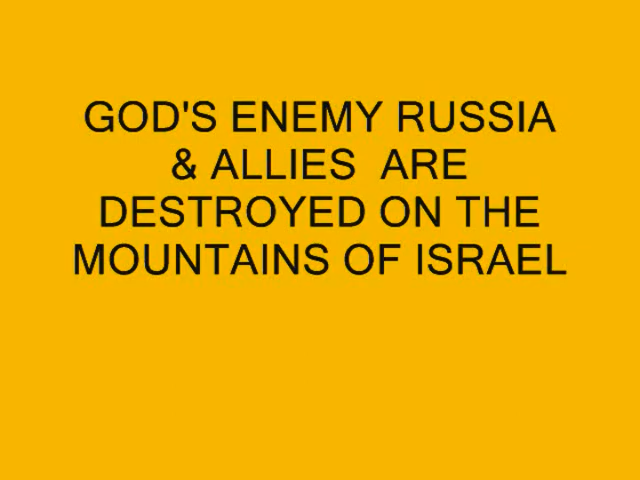 GOD'S ENEMY RUSSIA
& ALLIES  ARE
DESTROYED ON THE
MOUNTAINS OF ISRAEL